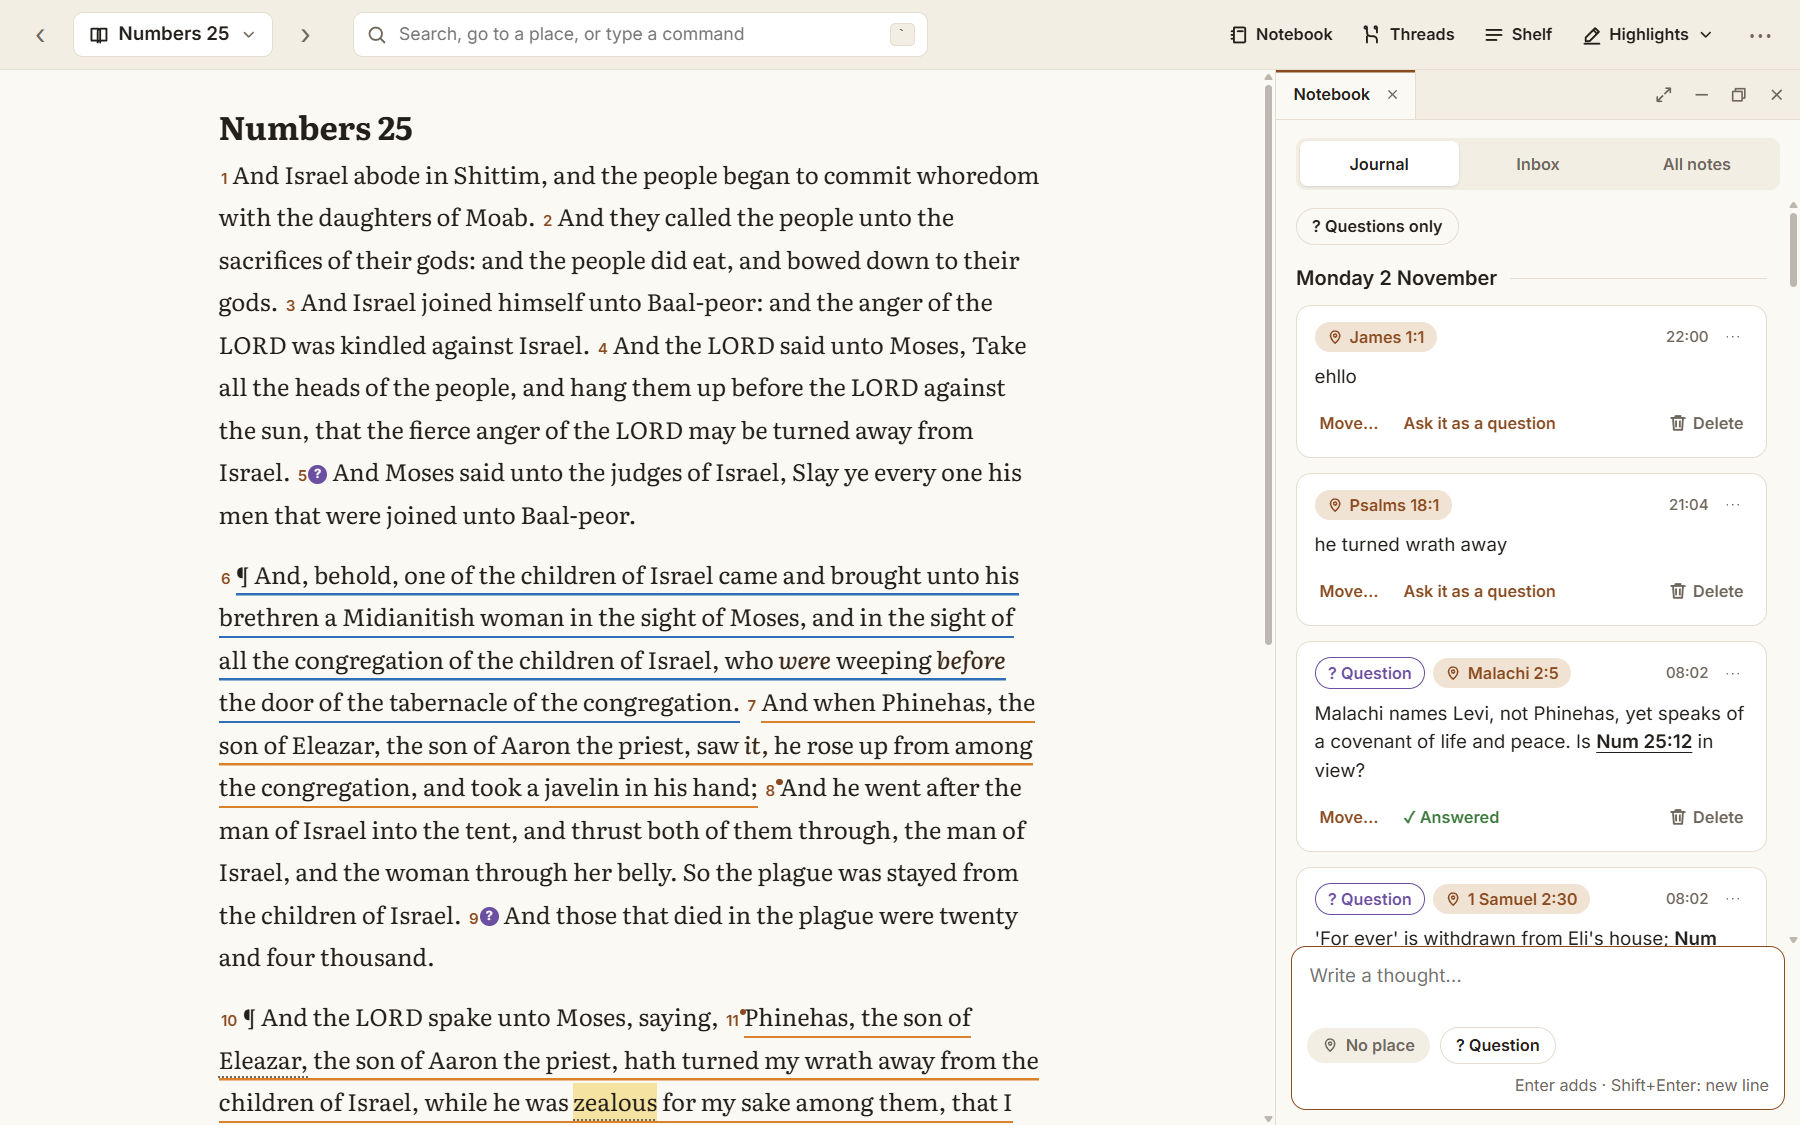 Numbers 25
Search, go to a place, or type a command
`
Notebook
Threads
Shelf
Highlights
Numbers 25
1 And Israel abode in Shittim, and the people began to commit whoredom
with the daughters of Moab. 2 And they called the people unto the
sacrifices of their gods: and the people did eat, and bowed down to their
gods. 3 And Israel joined himself unto Baal-peor: and the anger of the
LORD was kindled against Israel. 4 And the LORD said unto Moses, Take
all the heads of the people, and hang them up before the LORD against
the sun, that the fierce anger of the LORD may be turned away from
Israel. 5 ? And Moses said unto the judges of Israel, Slay ye every one his
men that were joined unto Baal-peor.
6 ¶ And, behold, one of the children of Israel came and brought unto his
brethren a Midianitish woman in the sight of Moses, and in the sight of
all the congregation of the children of Israel, who were weeping before
the door of the tabernacle of the congregation. 7 And when Phinehas, the
son of Eleazar, the son of Aaron the priest, saw it, he rose up from among
the congregation, and took a javelin in his hand; 8 And he went after the
man of Israel into the tent, and thrust both of them through, the man of
Israel, and the woman through her belly. So the plague was stayed from
the children of Israel. 9 ? And those that died in the plague were twenty
and four thousand.
10 ¶ And the LORD spake unto Moses, saying, 11 Phinehas, the son of
Eleazar, the son of Aaron the priest, hath turned my wrath away from the
children of Israel, while he was zealous for my sake among them, that I
Notebook
Journal
Inbox
All notes
? Questions only
Monday 2 November
James 1:1
22:00
ehllo
Move...
Ask it as a question
Delete
Psalms 18:1
21:04
he turned wrath away
Move...
Ask it as a question
Delete
? Question
Malachi 2:5
08:02
Malachi names Levi, not Phinehas, yet speaks of
a covenant of life and peace. Is Num 25:12 in
view?
Move...
✓ Answered
Delete
? Question
1 Samuel 2:30
08:02
'For ever' is withdrawn from Eli's house; Num
Write a thought...
No place
? Question
Enter adds · Shift+Enter: new line